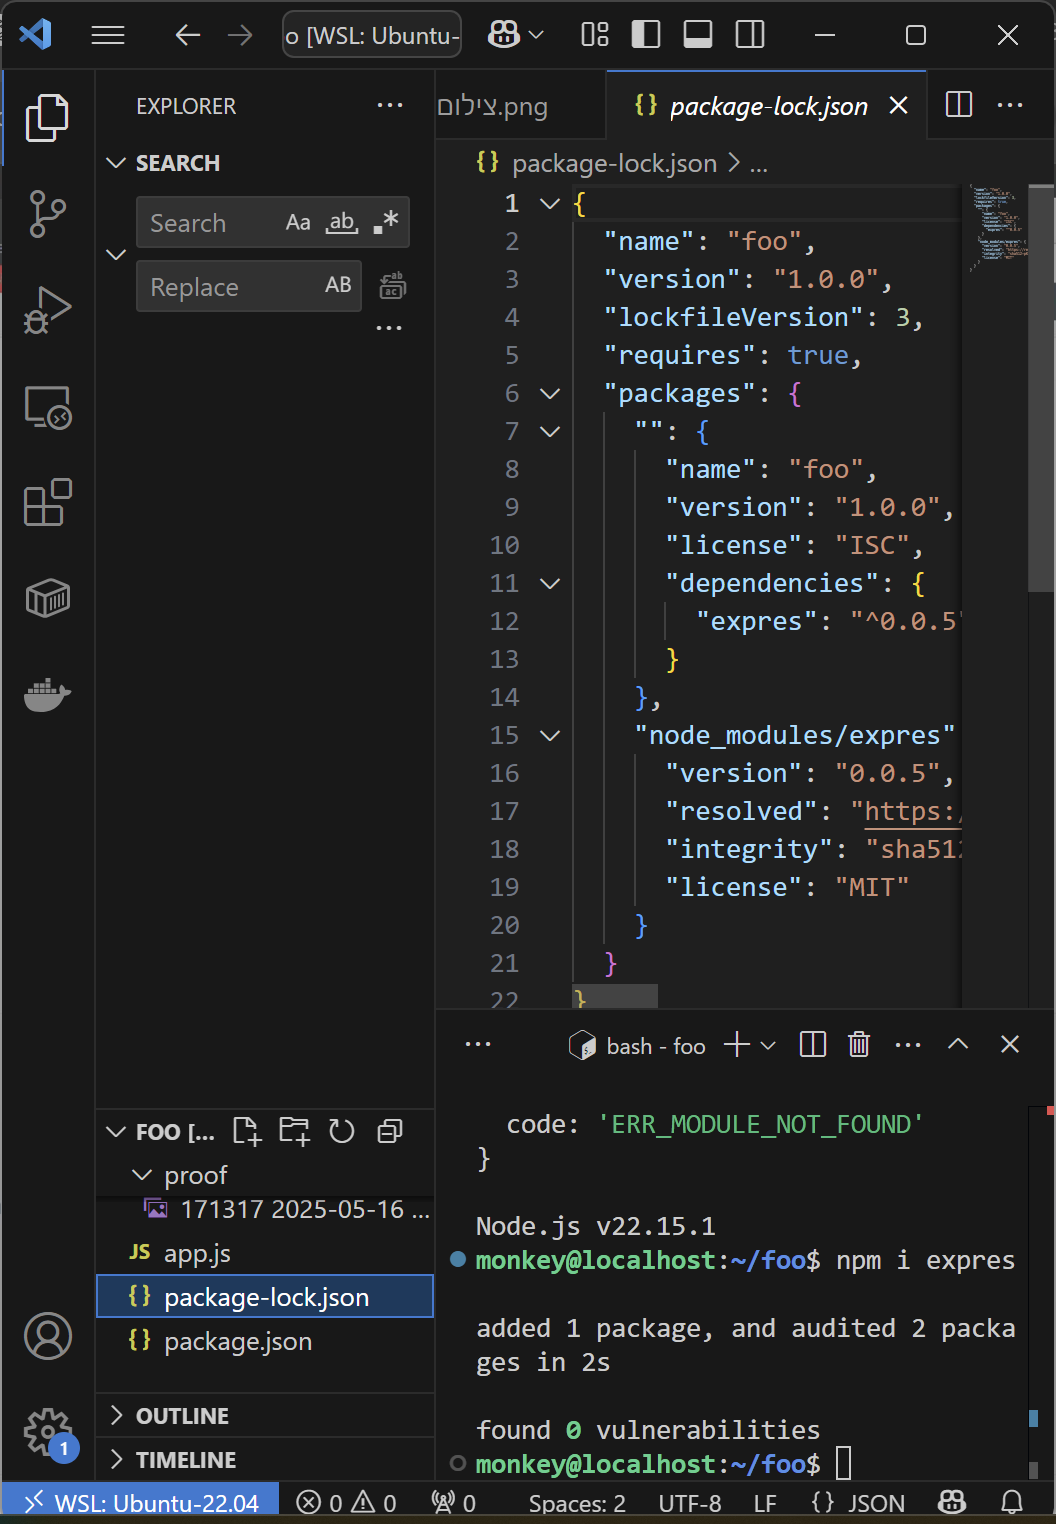 o [WSL: Ubuntu-
EXPLORER
צילום.png
package-lock.json
SEARCH
package-lock.json > ...
Search
Aa ab .*
Replace
AB
1 {
2 "name": "foo",
3 "version": "1.0.0",
4 "lockfileVersion": 3,
5 "requires": true,
6 "packages": {
7 "": {
8 "name": "foo",
9 "version": "1.0.0",
10 "license": "ISC",
11 "dependencies": {
12 "expres": "^0.0.5"
13 }
14 },
15 "node_modules/expres"
16 "version": "0.0.5",
17 "resolved": "https:/
18 "integrity": "sha512
19 "license": "MIT"
20 }
21 }
22 }
bash - foo
code: 'ERR_MODULE_NOT_FOUND'
}
Node.js v22.15.1
monkey@localhost:~/foo$ npm i expres
added 1 package, and audited 2 packa
ges in 2s
found 0 vulnerabilities
monkey@localhost:~/foo$
FOO [...
proof
171317 2025-05-16 ...
JS app.js
{} package-lock.json
{} package.json
OUTLINE
TIMELINE
1
WSL: Ubuntu-22.04
0 0
0
Spaces: 2
UTF-8
LF
{} JSON